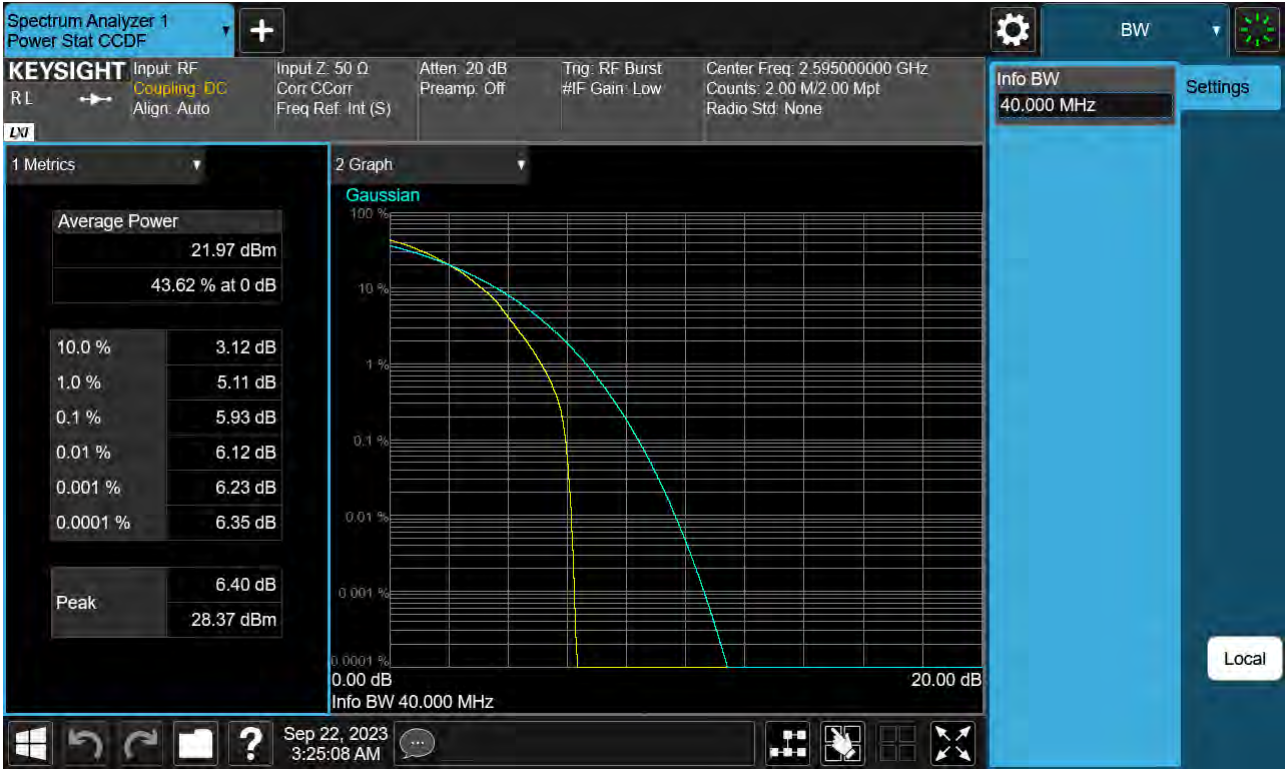 Spectrum Analyzer 1
Power Stat CCDF
BW
KEYSIGHT
R L
LXI
Input: RF
Coupling: DC
Align: Auto
Input Z: 50 Ω
Corr CCorr
Freq Ref: Int (S)
Atten: 20 dB
Preamp: Off
Trig: RF Burst
#IF Gain: Low
Center Freq: 2.595000000 GHz
Counts: 2.00 M/2.00 Mpt
Radio Std: None
Info BW
40.000 MHz
Settings
1 Metrics
Average Power
21.97 dBm
43.62 % at 0 dB
10.0 % 3.12 dB
1.0 % 5.11 dB
0.1 % 5.93 dB
0.01 % 6.12 dB
0.001 % 6.23 dB
0.0001 % 6.35 dB
Peak
6.40 dB
28.37 dBm
2 Graph
Gaussian
100 %
10 %
1 %
0.1 %
0.01 %
0.001 %
0.0001 %
0.00 dB 20.00 dB
Info BW 40.000 MHz
Local
?
Sep 22, 2023
3:25:08 AM